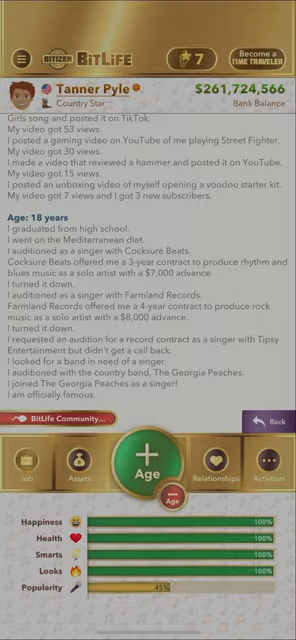 BITIZEN
BITLIFE
7
Become a
TIME TRAVELER
Tanner Pyle
$261,724,566
Country Star
Bank Balance
Girls song and posted it on TikTok.
My video got 53 views.
I posted a gaming video on YouTube of me playing Street Fighter.
My video got 30 views.
I made a video that reviewed a hammer and posted it on YouTube.
My video got 15 views.
I posted an unboxing video of myself opening a voodoo starter kit.
My video got 7 views and I got 3 new subscribers.
Age: 18 years
I graduated from high school.
I went on the Mediterranean diet.
I auditioned as a singer with Cocksure Beats.
Cocksure Beats offered me a 3-year contract to produce rhythm and
blues music as a solo artist with a $7,000 advance.
I turned it down.
I auditioned as a singer with Farmland Records.
Farmland Records offered me a 4-year contract to produce rock
music as a solo artist with a $8,000 advance.
I turned it down.
I requested an audition for a record contract as a singer with Tipsy
Entertainment but didn't get a call back.
I looked for a band in need of a singer.
I auditioned with the country band, The Georgia Peaches.
I joined The Georgia Peaches as a singer!
I am officially famous.
BitLife Community...
Back
Job
Assets
Age
Age
Relationships
Activities
Happiness 100%
Health 100%
Smarts 100%
Looks 100%
Popularity 45%
BitLife